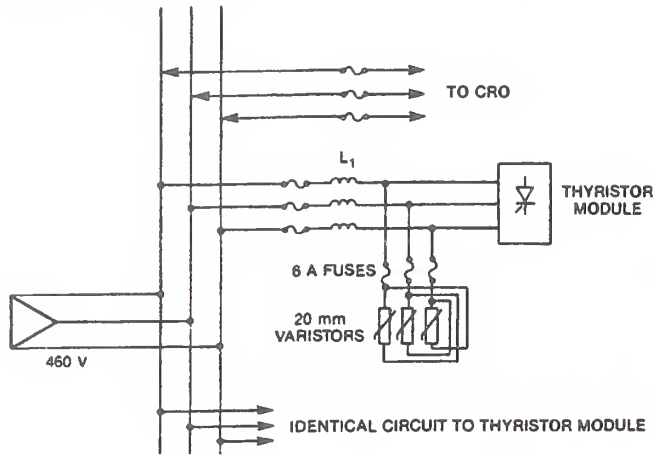 TO CRO
L1
THYRISTOR
MODULE
6 A FUSES
20 mm
VARISTORS
460 V
IDENTICAL CIRCUIT TO THYRISTOR MODULE